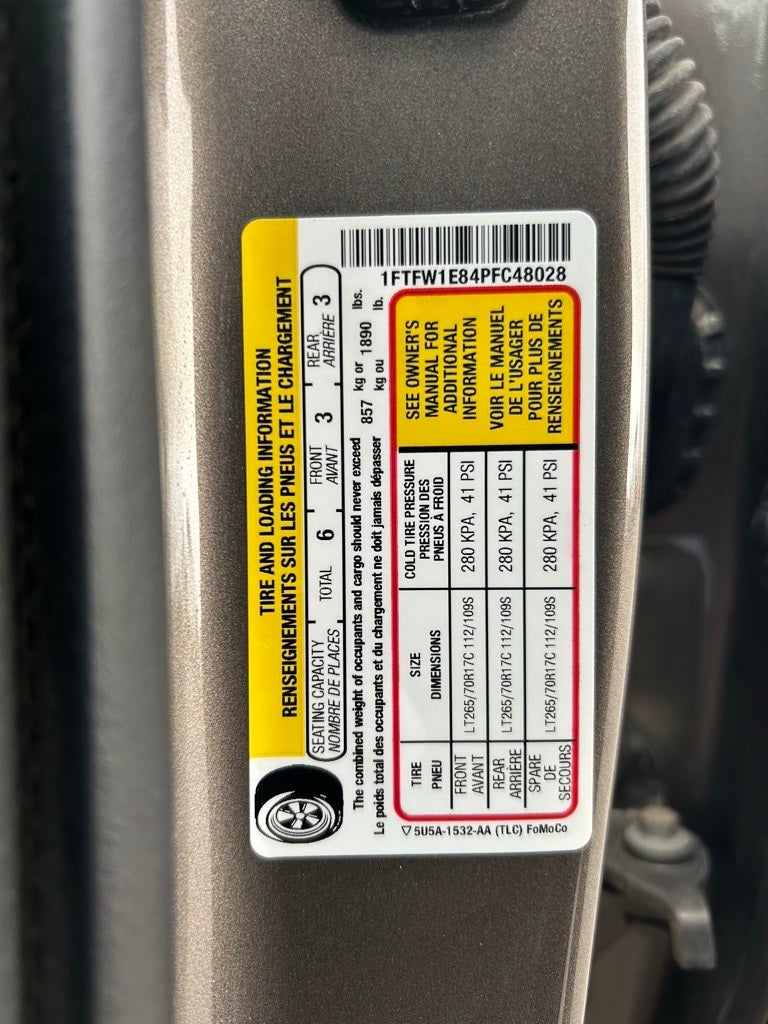 TIRE AND LOADING INFORMATION
RENSEIGNEMENTS SUR LES PNEUS ET LE CHARGEMENT
SEATING CAPACITY TOTAL 6 FRONT 3 REAR 3
NOMBRE DE PLACES AVANT ARRIÈRE
The combined weight of occupants and cargo should never exceed 857 kg or 1890 lbs.
Le poids total des occupants et du chargement ne doit jamais dépasser kg ou lb.
1FTFW1E84PFC48028
TIRE SIZE COLD TIRE PRESSURE
PNEU DIMENSIONS PRESSION DES
PNEUS À FROID
FRONT LT265/70R17C 112/109S 280 KPA, 41 PSI
AVANT
REAR LT265/70R17C 112/109S 280 KPA, 41 PSI
ARRIÈRE
SPARE LT265/70R17C 112/109S 280 KPA, 41 PSI
DE
SECOURS
SEE OWNER'S
MANUAL FOR
ADDITIONAL
INFORMATION
VOIR LE MANUEL
DE L'USAGER
POUR PLUS DE
RENSEIGNEMENTS
5U5A-1532-AA (TLC) FoMoCo